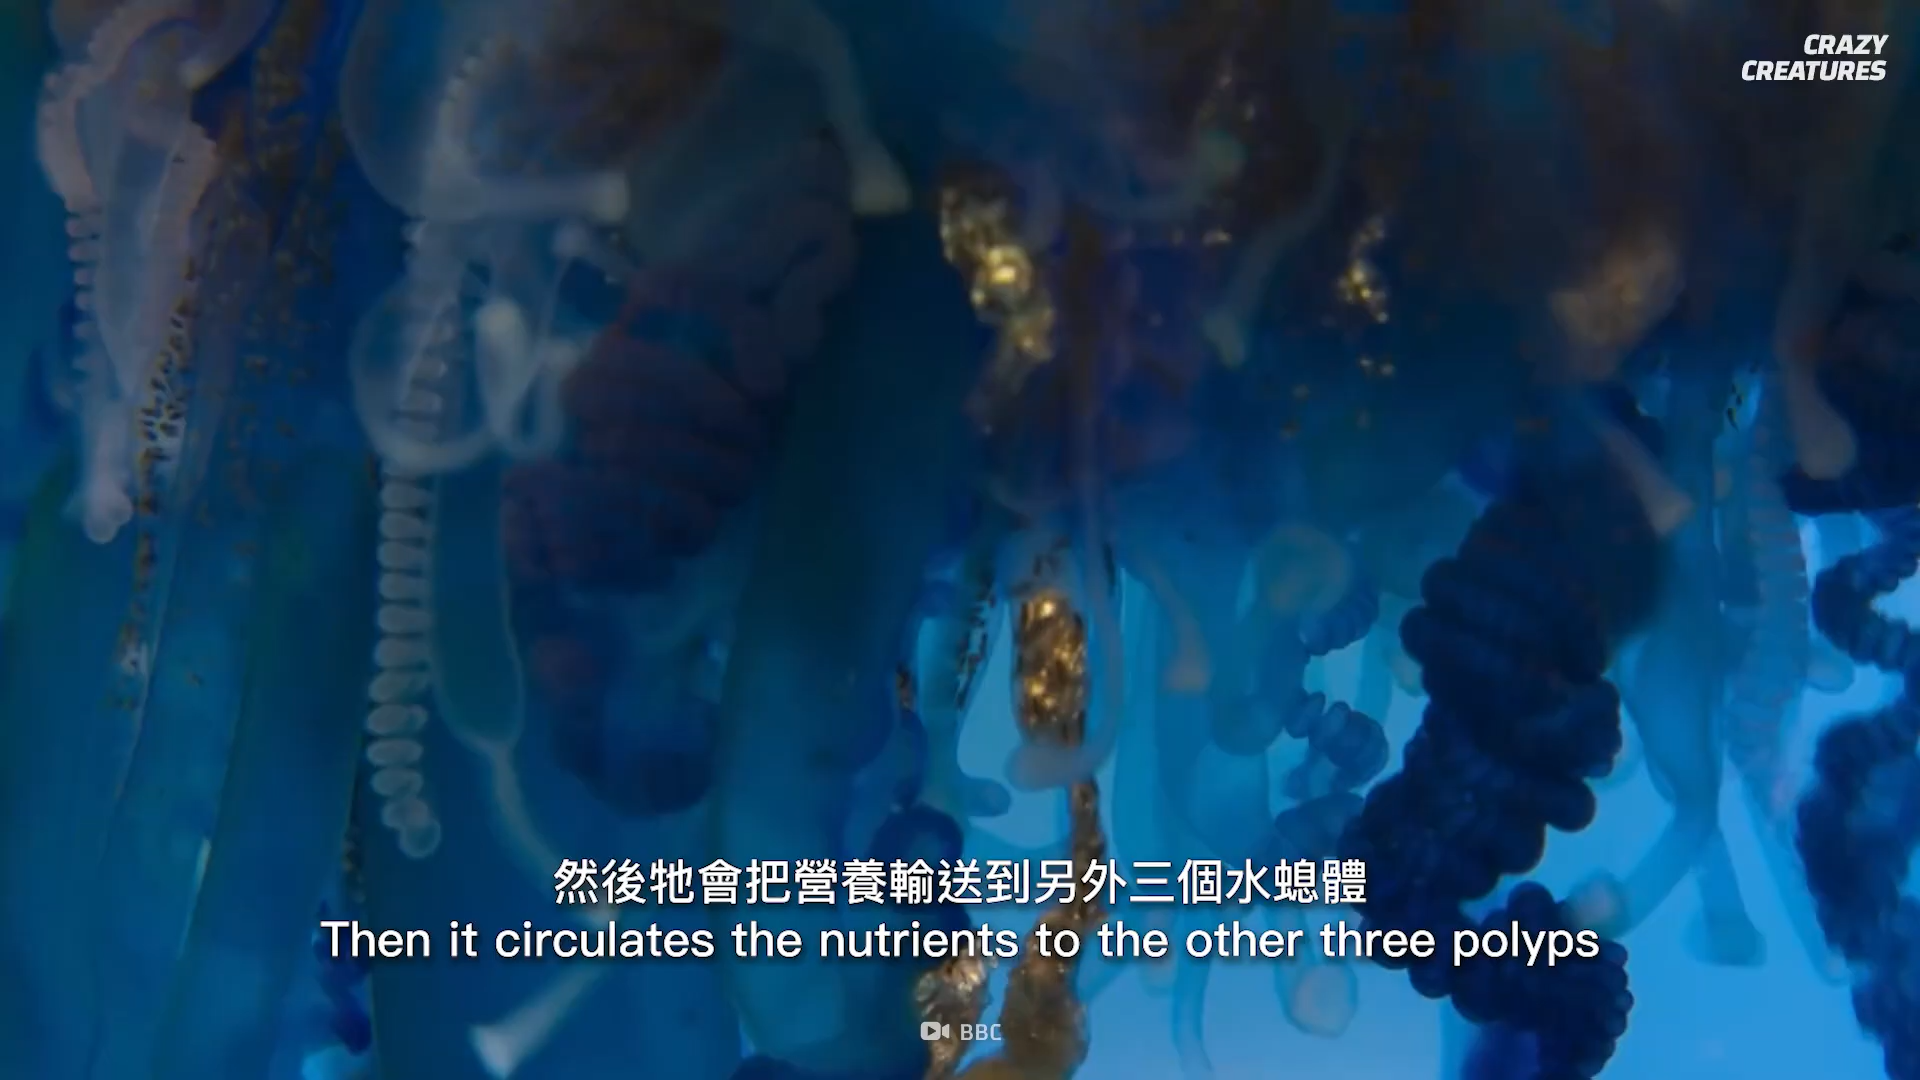 CRAZY
CREATURES
然後牠會把營養輸送到另外三個水螅體
Then it circulates the nutrients to the other three polyps
BBC